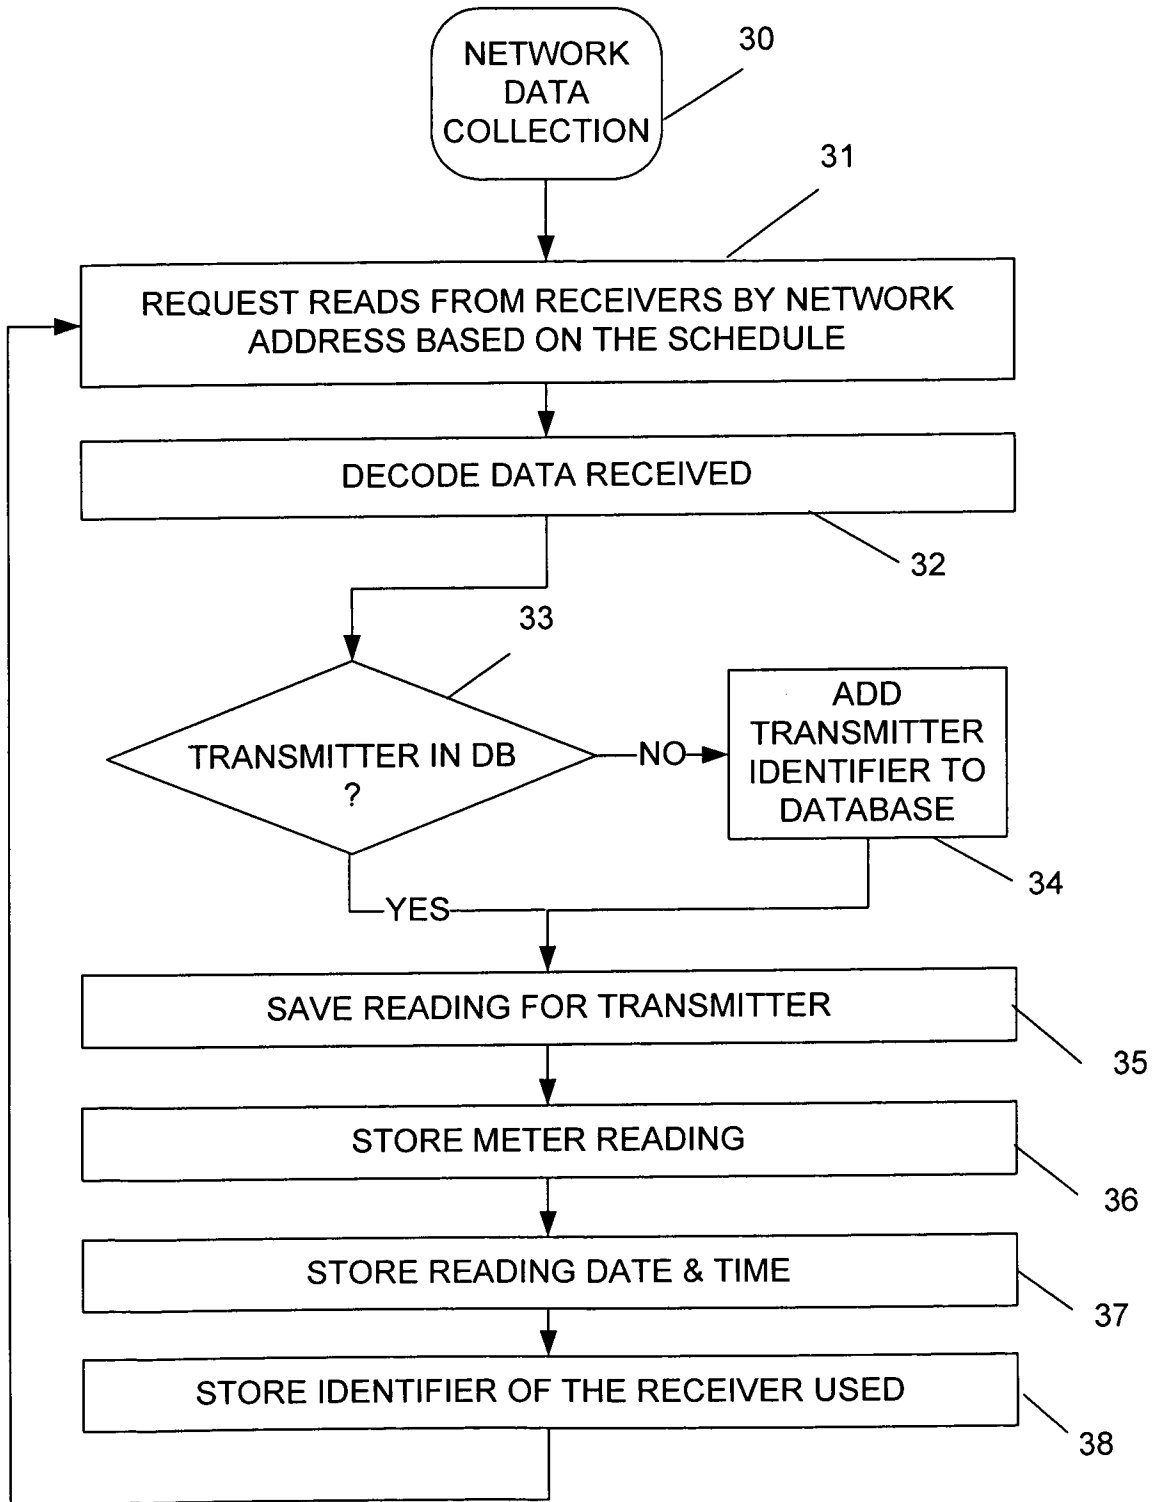 NETWORK
DATA
COLLECTION
30
31
REQUEST READS FROM RECEIVERS BY NETWORK
ADDRESS BASED ON THE SCHEDULE
DECODE DATA RECEIVED
32
33
TRANSMITTER IN DB
?
NO
ADD
TRANSMITTER
IDENTIFIER TO
DATABASE
34
YES
SAVE READING FOR TRANSMITTER
35
STORE METER READING
36
STORE READING DATE & TIME
37
STORE IDENTIFIER OF THE RECEIVER USED
38